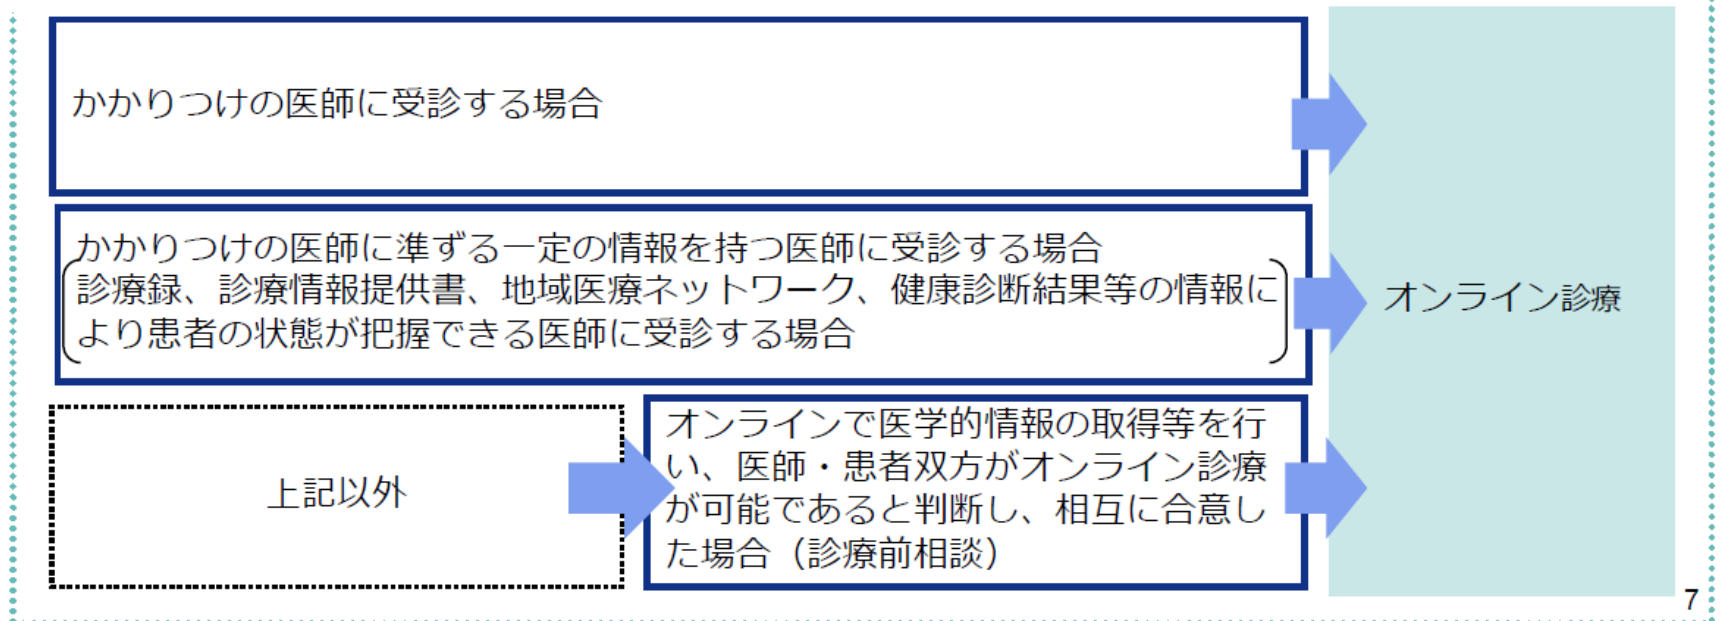 かかりつけの医師に受診する場合
かかりつけの医師に準ずる一定の情報を持つ医師に受診する場合
診療録、診療情報提供書、地域医療ネットワーク、健康診断結果等の情報に
より患者の状態が把握できる医師に受診する場合
オンライン診療
上記以外
オンラインで医学的情報の取得等を行
い、医師・患者双方がオンライン診療
が可能であると判断し、相互に合意し
た場合（診療前相談）
7